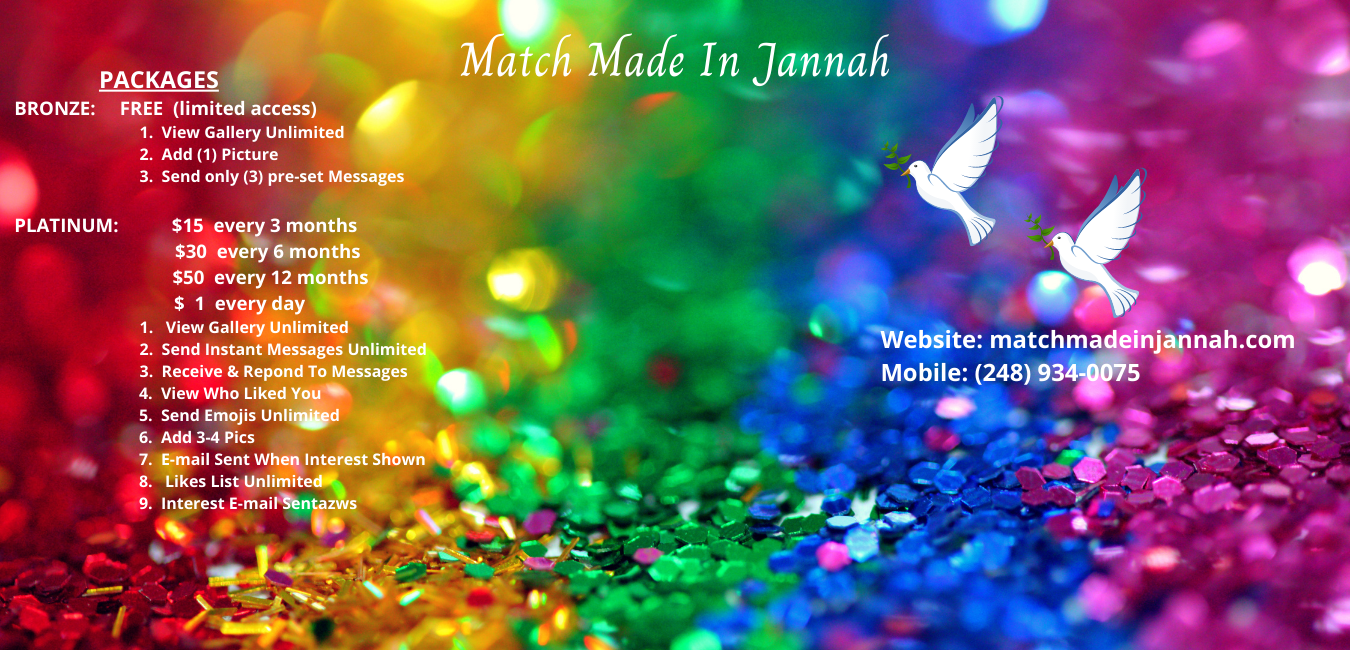 Match Made In Jannah
PACKAGES
BRONZE: FREE (limited access)
1. View Gallery Unlimited
2. Add (1) Picture
3. Send only (3) pre-set Messages
PLATINUM: $15 every 3 months
$30 every 6 months
$50 every 12 months
$ 1 every day
1. View Gallery Unlimited
2. Send Instant Messages Unlimited
3. Receive & Repond To Messages
4. View Who Liked You
5. Send Emojis Unlimited
6. Add 3-4 Pics
7. E-mail Sent When Interest Shown
8. Likes List Unlimited
9. Interest E-mail Sentazws
Website: matchmadeinjannah.com
Mobile: (248) 934-0075